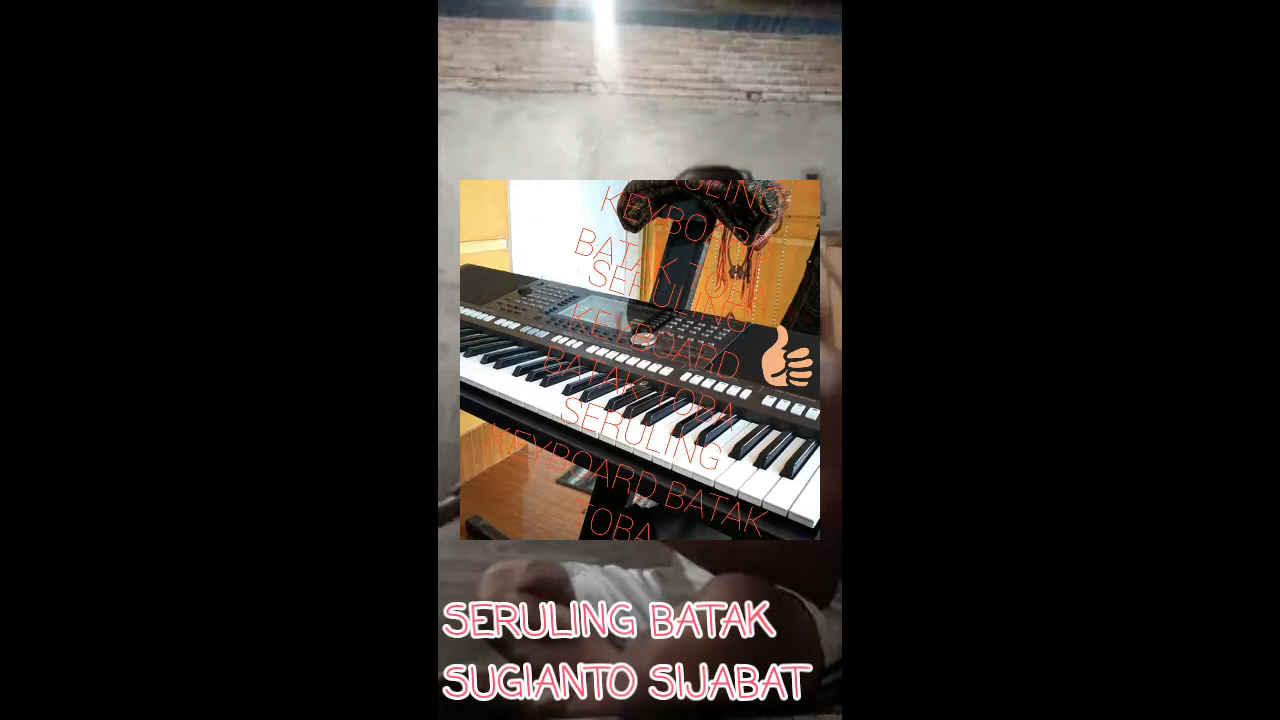 SERULING
KEYBOARD
BATAK TOBA
SERULING
KEYBOARD
BATAK TOBA
SERULING
KEYBOARD BATAK
TOBA
SERULING BATAK
SUGIANTO SIJABAT